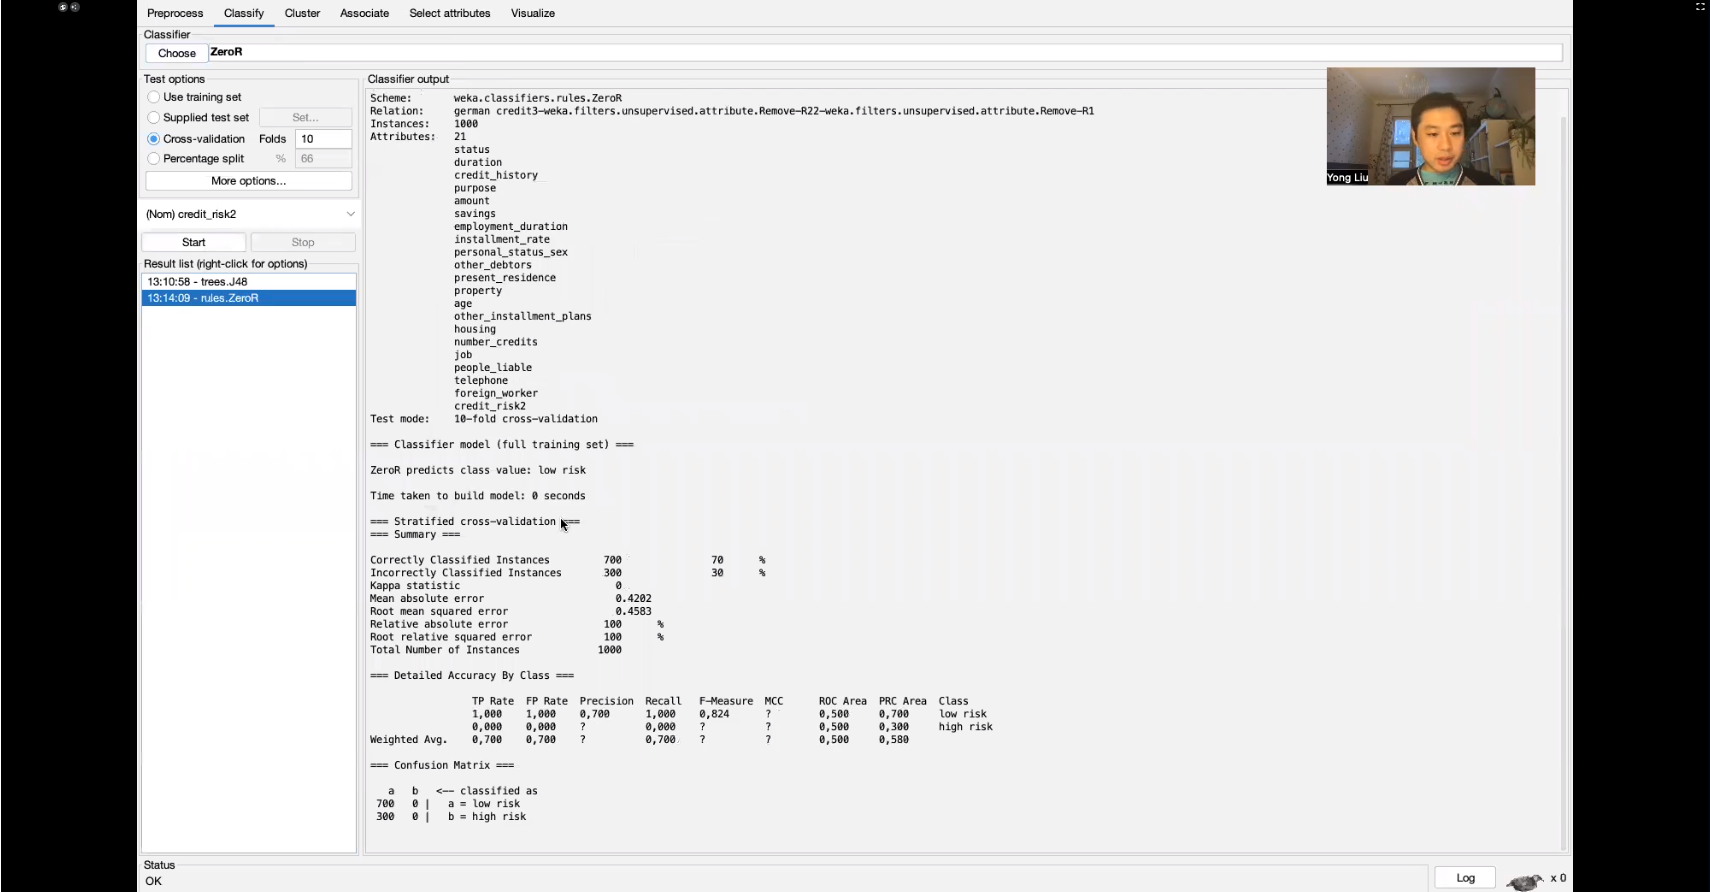 Preprocess Classify Cluster Associate Select attributes Visualize
Classifier
Choose ZeroR
Test options
Use training set
Supplied test set Set...
Cross-validation Folds 10
Percentage split % 66
More options...
(Nom) credit_risk2
Start Stop
Result list (right-click for options)
13:10:58 - trees.J48
13:14:09 - rules.ZeroR
Classifier output
Scheme: weka.classifiers.rules.ZeroR
Relation: german credit3-weka.filters.unsupervised.attribute.Remove-R22-weka.filters.unsupervised.attribute.Remove-R1
Instances: 1000
Attributes: 21
status
duration
credit_history
purpose
amount
savings
employment_duration
installment_rate
personal_status_sex
other_debtors
present_residence
property
age
other_installment_plans
housing
number_credits
job
people_liable
telephone
foreign_worker
credit_risk2
Test mode: 10-fold cross-validation
=== Classifier model (full training set) ===
ZeroR predicts class value: low risk
Time taken to build model: 0 seconds
=== Stratified cross-validation ===
=== Summary ===
Correctly Classified Instances 700 70 %
Incorrectly Classified Instances 300 30 %
Kappa statistic 0
Mean absolute error 0.4202
Root mean squared error 0.4583
Relative absolute error 100 %
Root relative squared error 100 %
Total Number of Instances 1000
=== Detailed Accuracy By Class ===
TP Rate FP Rate Precision Recall F-Measure MCC ROC Area PRC Area Class
1,000 1,000 0,700 1,000 0,824 ? 0,500 0,700 low risk
0,000 0,000 ? 0,000 ? ? 0,500 0,300 high risk
Weighted Avg. 0,700 0,700 ? 0,700 ? ? 0,500 0,580
=== Confusion Matrix ===
a b <-- classified as
700 0 | a = low risk
300 0 | b = high risk
Yong Liu
Status
OK
Log x 0